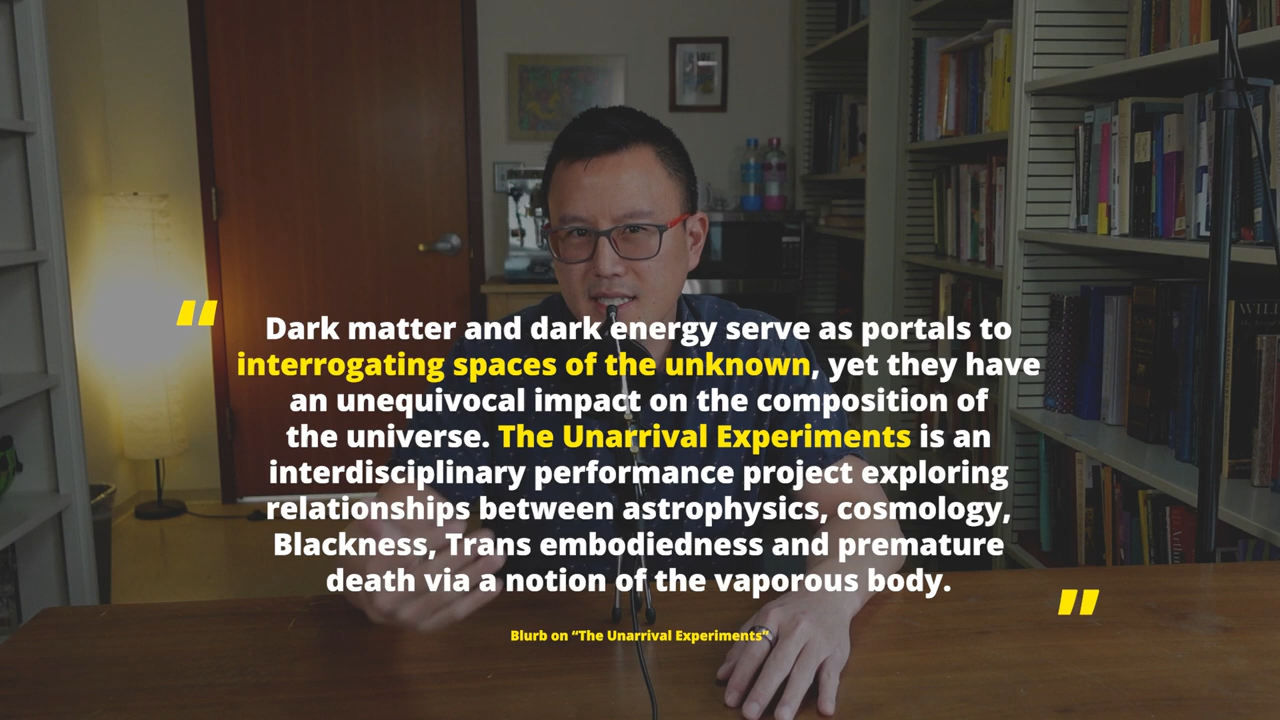 "
Dark matter and dark energy serve as portals to
interrogating spaces of the unknown, yet they have
an unequivocal impact on the composition of
the universe. The Unarrival Experiments is an
interdisciplinary performance project exploring
relationships between astrophysics, cosmology,
Blackness, Trans embodiedness and premature
death via a notion of the vaporous body.
"
Blurb on “The Unarrival Experiments”